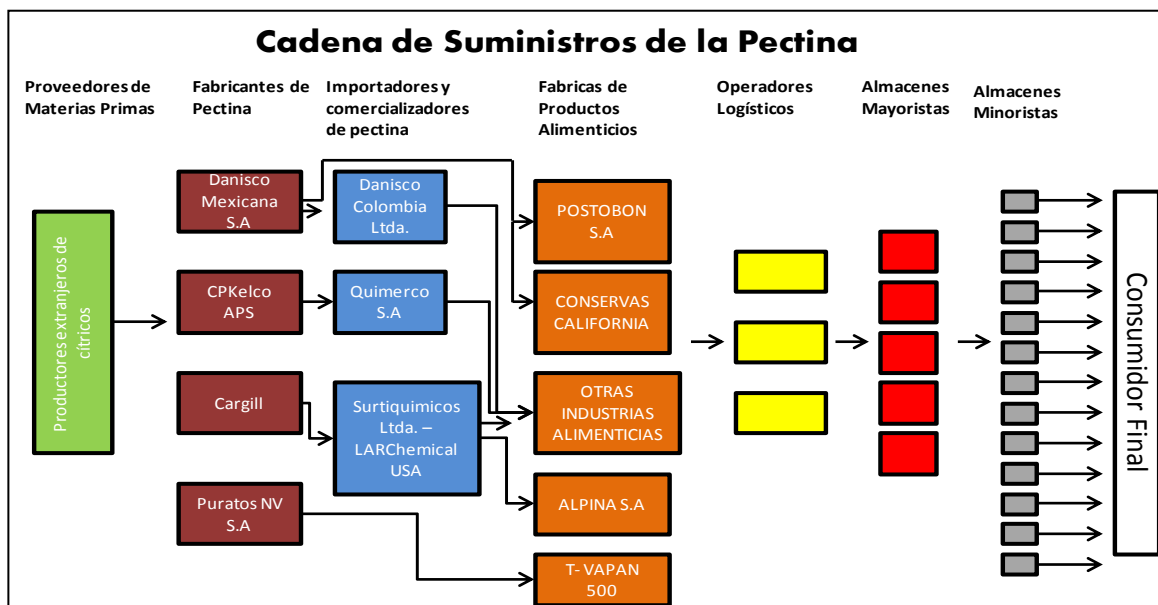 Cadena de Suministros de la Pectina
Proveedores de
Materias Primas
Fabricantes de
Pectina
Importadores y
comercializadores
de pectina
Fabricas de
Productos
Alimenticios
Operadores
Logísticos
Almacenes
Mayoristas
Almacenes
Minoristas
Productores extranjeros de
cítricos
Danisco
Mexicana
S.A
CPKelco
APS
Cargill
Puratos NV
S.A
Danisco
Colombia
Ltda.
Quimerco
S.A
Surtiquimicos
Ltda. –
LARChemical
USA
POSTOBON
S.A
CONSERVAS
CALIFORNIA
OTRAS
INDUSTRIAS
ALIMENTICIAS
ALPINA S.A
T- VAPAN
500
Consumidor Final